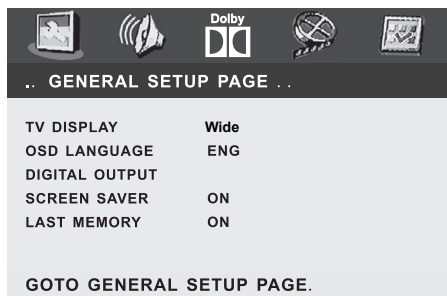 Dolby
.. GENERAL SETUP PAGE ..
TV DISPLAY Wide
OSD LANGUAGE ENG
DIGITAL OUTPUT
SCREEN SAVER ON
LAST MEMORY ON
GOTO GENERAL SETUP PAGE.